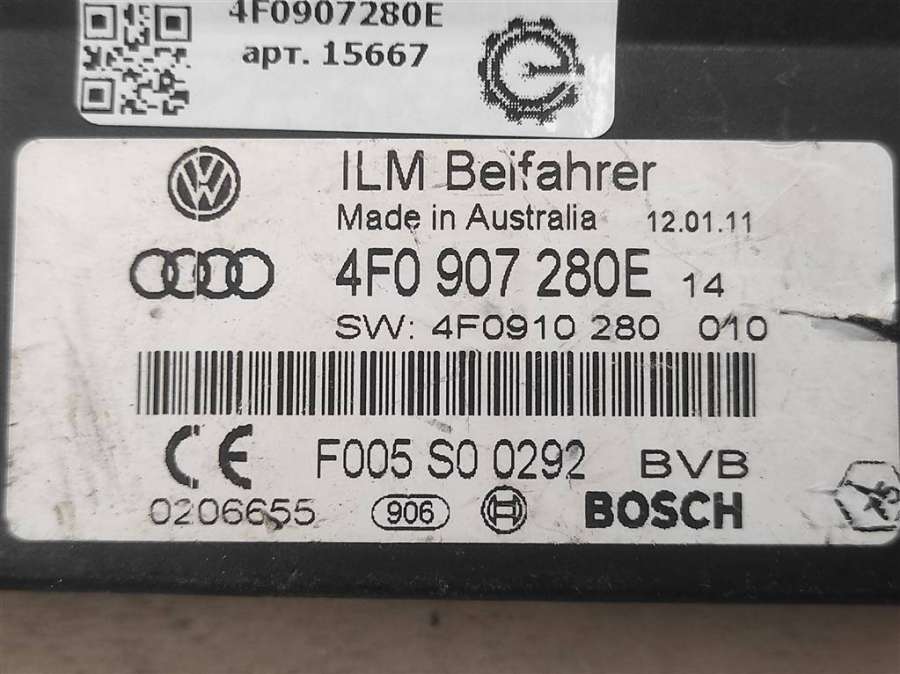 4F0907280E
арт. 15667
ILM Beifahrer
Made in Australia 12.01.11
4F0 907 280E 14
SW: 4F0910 280 010
CE F005 S0 0292 BVB
0206655 906 BOSCH